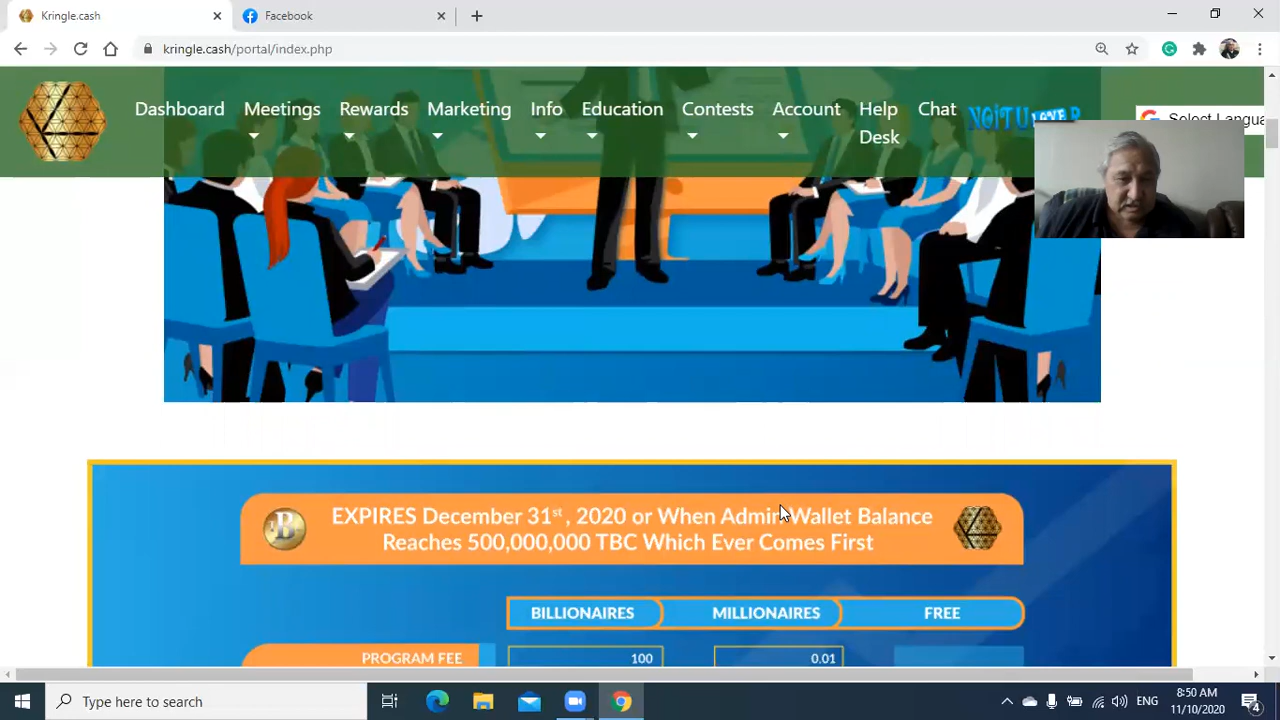 Kringle.cash
Facebook
kringle.cash/portal/index.php
Dashboard Meetings Rewards Marketing Info Education Contests Account Help Desk Chat
Select Langua
EXPIRES December 31st, 2020 or When Admin Wallet Balance
Reaches 500,000,000 TBC Which Ever Comes First
BILLIONAIRES MILLIONAIRES FREE
PROGRAM FEE 100 0.01
Type here to search
ENG
8:50 AM
11/10/2020
4